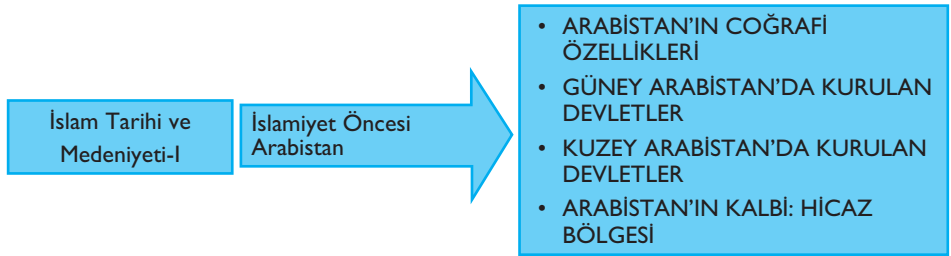 İslam Tarihi ve
Medeniyeti-I
İslamiyet Öncesi
Arabistan
• ARABİSTAN'IN COĞRAFİ
ÖZELLİKLERİ
• GÜNEY ARABİSTAN'DA KURULAN
DEVLETLER
• KUZEY ARABİSTAN'DA KURULAN
DEVLETLER
• ARABİSTAN'IN KALBİ: HİCAZ
BÖLGESİ